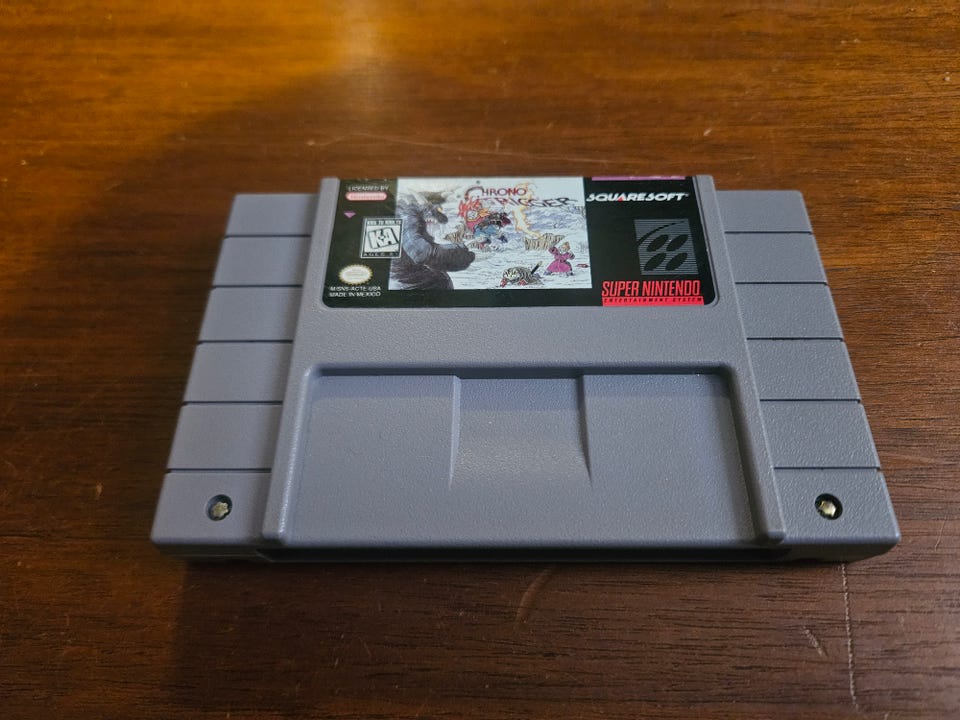 LICENSED BY
Nintendo
CHRONO
TRIGGER
SQUARESOFT
KIDS TO ADULTS
K-A
AGES 6+
M/SNS-ACTE-USA
MADE IN MEXICO
SUPER NINTENDO
ENTERTAINMENT SYSTEM